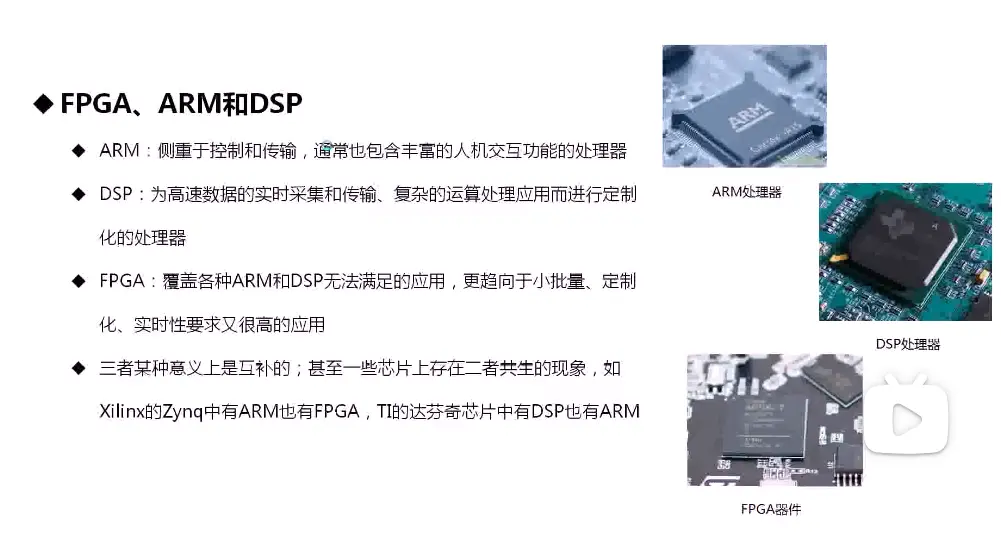 ◆ FPGA、ARM和DSP
◆ ARM：侧重于控制和传输，通常也包含丰富的人机交互功能的处理器
◆ DSP：为高速数据的实时采集和传输、复杂的运算处理应用而进行定制
化的处理器
◆ FPGA：覆盖各种ARM和DSP无法满足的应用，更趋向于小批量、定制
化、实时性要求又很高的应用
◆ 三者某种意义上是互补的；甚至一些芯片上存在二者共生的现象，如
Xilinx的Zynq中有ARM也有FPGA，TI的达芬奇芯片中有DSP也有ARM
ARM
ARM处理器
DSP处理器
FPGA器件